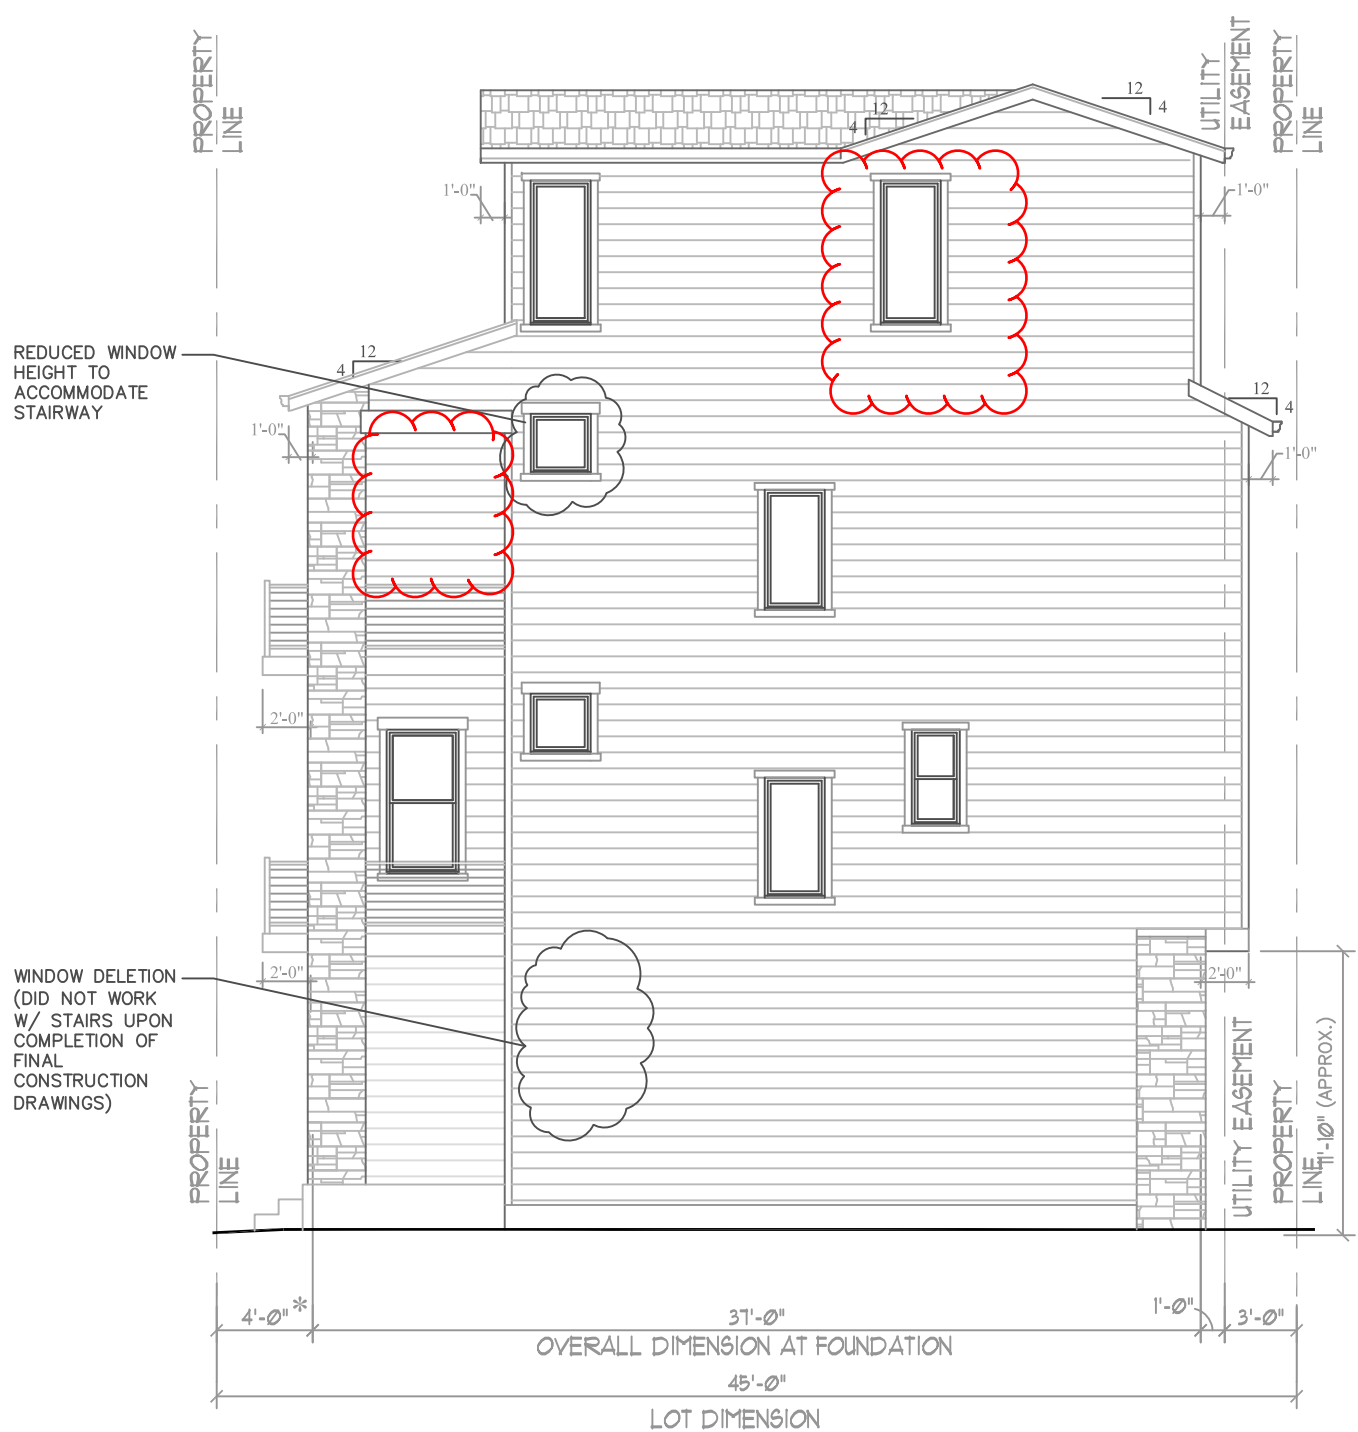 PROPERTY
LINE
UTILITY
EASEMENT
PROPERTY
LINE
12
4
12
4
1'-0"
1'-0"
REDUCED WINDOW
HEIGHT TO
ACCOMMODATE
STAIRWAY
12
4
12
4
1'-0"
1'-0"
2'-0"
WINDOW DELETION
(DID NOT WORK
W/ STAIRS UPON
COMPLETION OF
FINAL
CONSTRUCTION
DRAWINGS)
2'-0"
2'-0"
PROPERTY
LINE
UTILITY EASEMENT
PROPERTY
LINE
11'-10" (APPROX.)
4'-0" *
37'-0"
1'-0"
3'-0"
OVERALL DIMENSION AT FOUNDATION
45'-0"
LOT DIMENSION